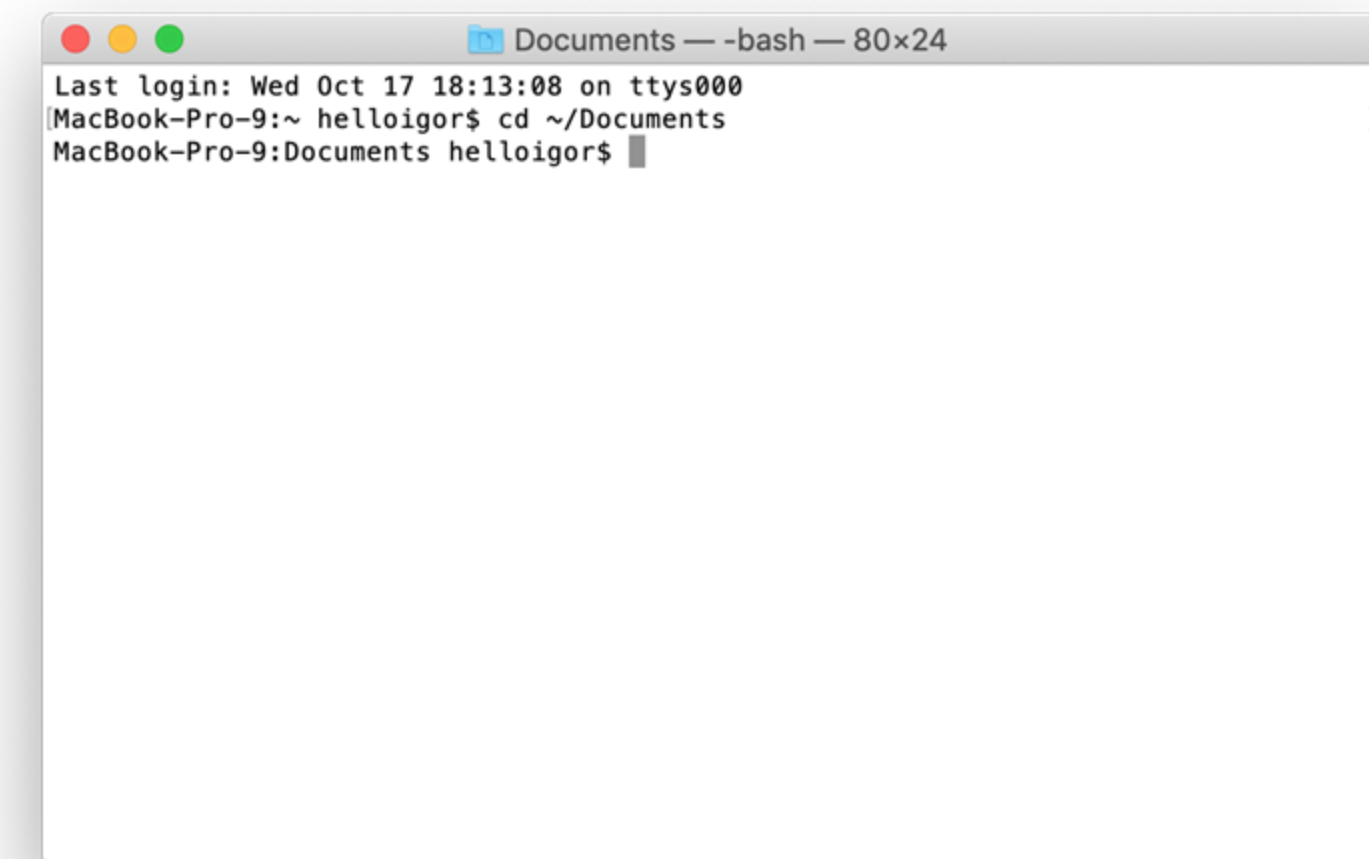 Documents — -bash — 80×24
Last login: Wed Oct 17 18:13:08 on ttys000
[MacBook-Pro-9:~ helloigor$ cd ~/Documents
MacBook-Pro-9:Documents helloigor$